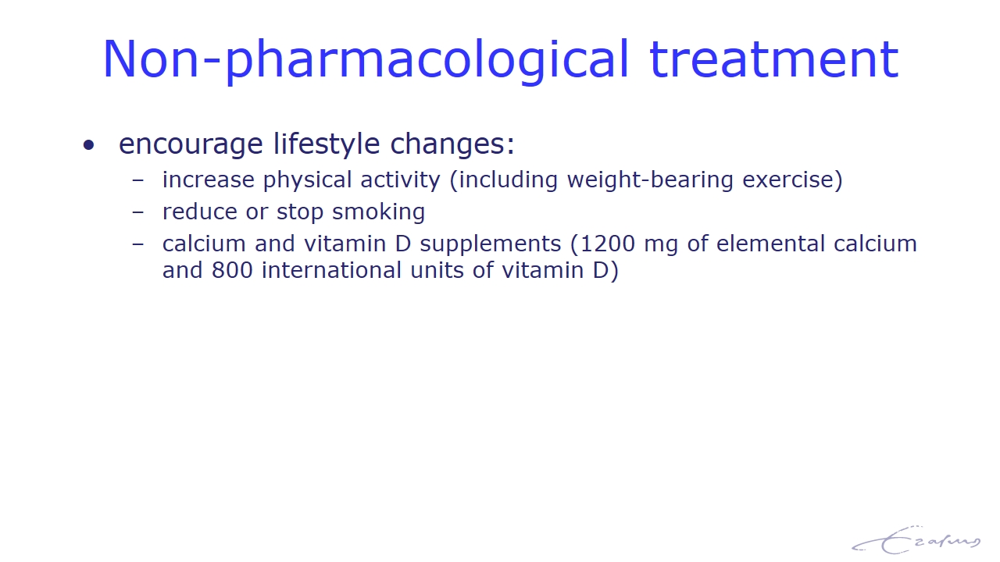 Non-pharmacological treatment
• encourage lifestyle changes:
– increase physical activity (including weight-bearing exercise)
– reduce or stop smoking
– calcium and vitamin D supplements (1200 mg of elemental calcium
and 800 international units of vitamin D)
Erasmus